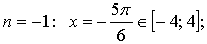 n = −1: x = −5π/6 ∈ [−4; 4];